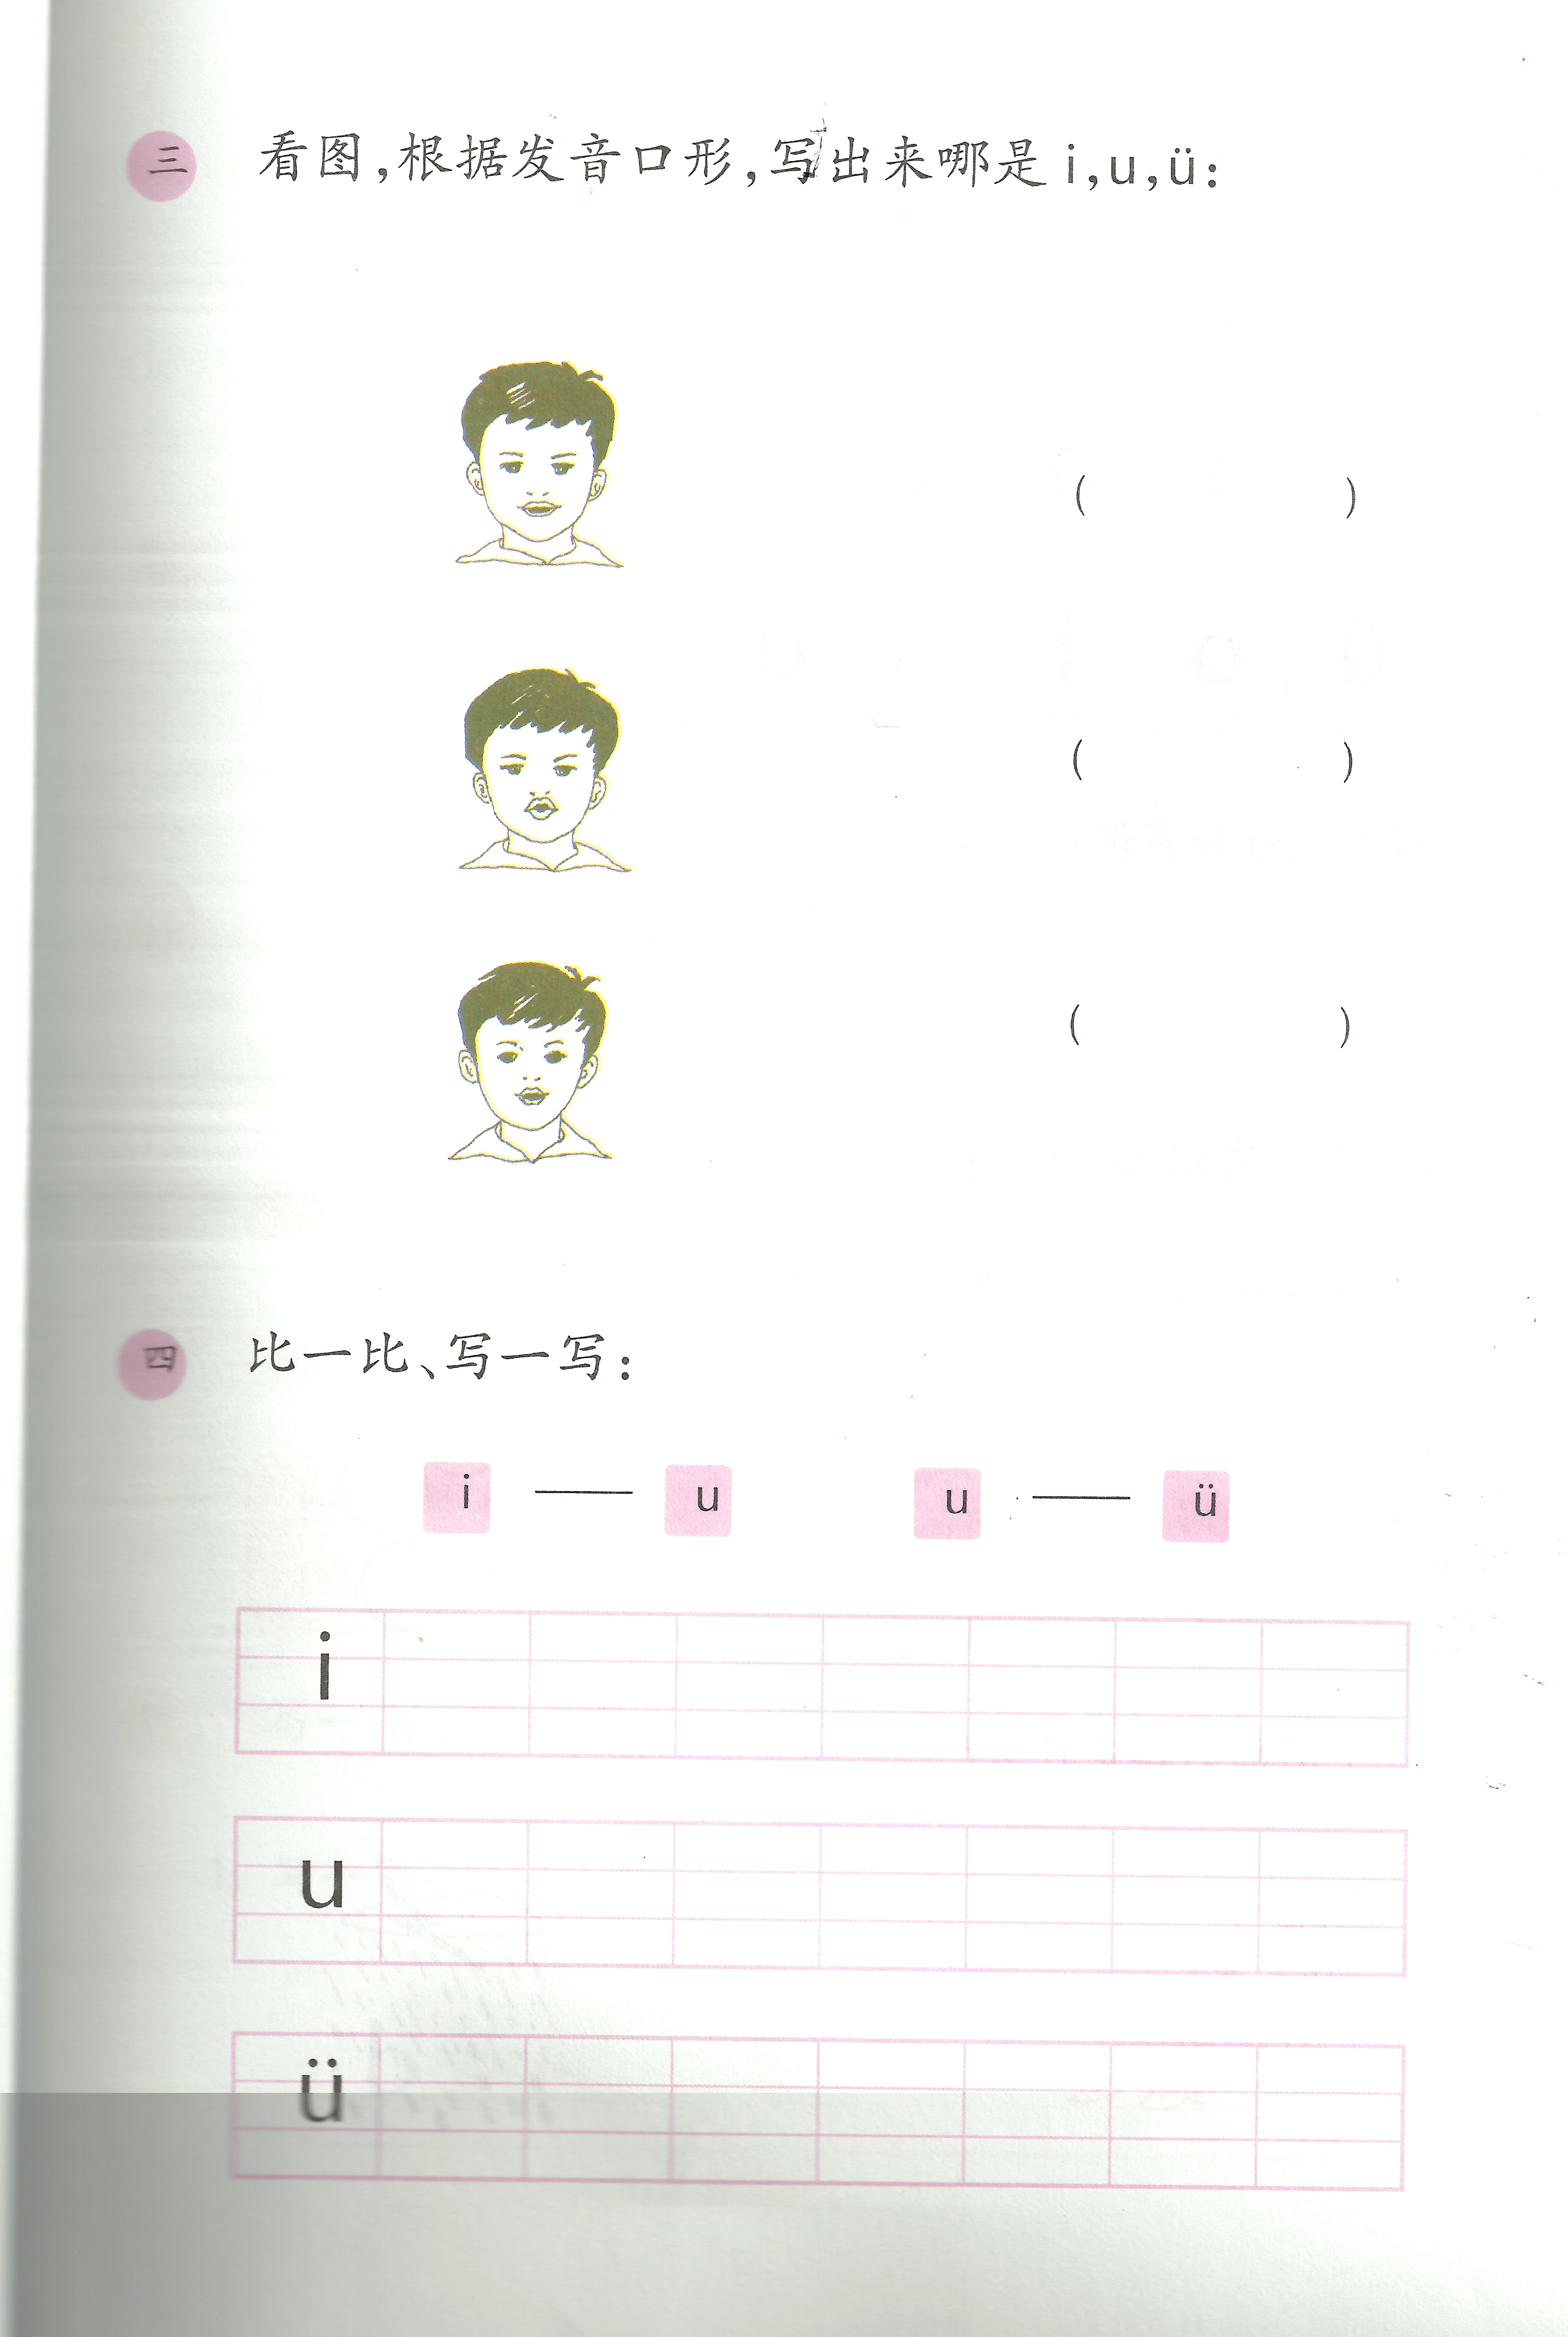 三 看图,根据发音口形,写出来哪是 i,u,ü:
( )
( )
( )
四 比一比、写一写:
i — u u — ü
i
u
ü